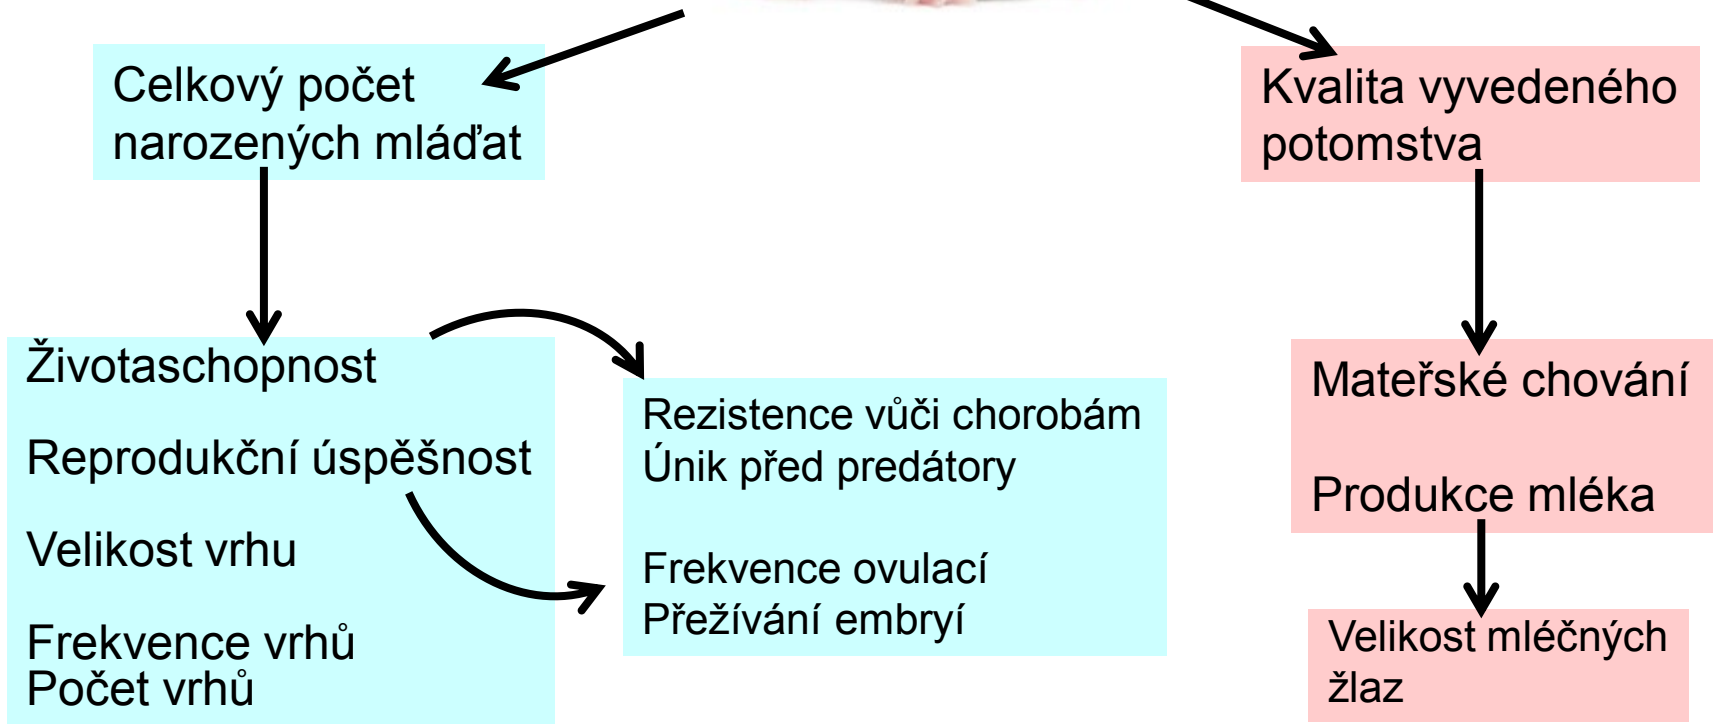 Celkový počet
narozených mláďat
Kvalita vyvedeného
potomstva
Životaschopnost
Reprodukční úspěšnost
Velikost vrhu
Frekvence vrhů
Počet vrhů
Rezistence vůči chorobám
Únik před predátory
Frekvence ovulací
Přežívání embryí
Mateřské chování
Produkce mléka
Velikost mléčných
žlaz